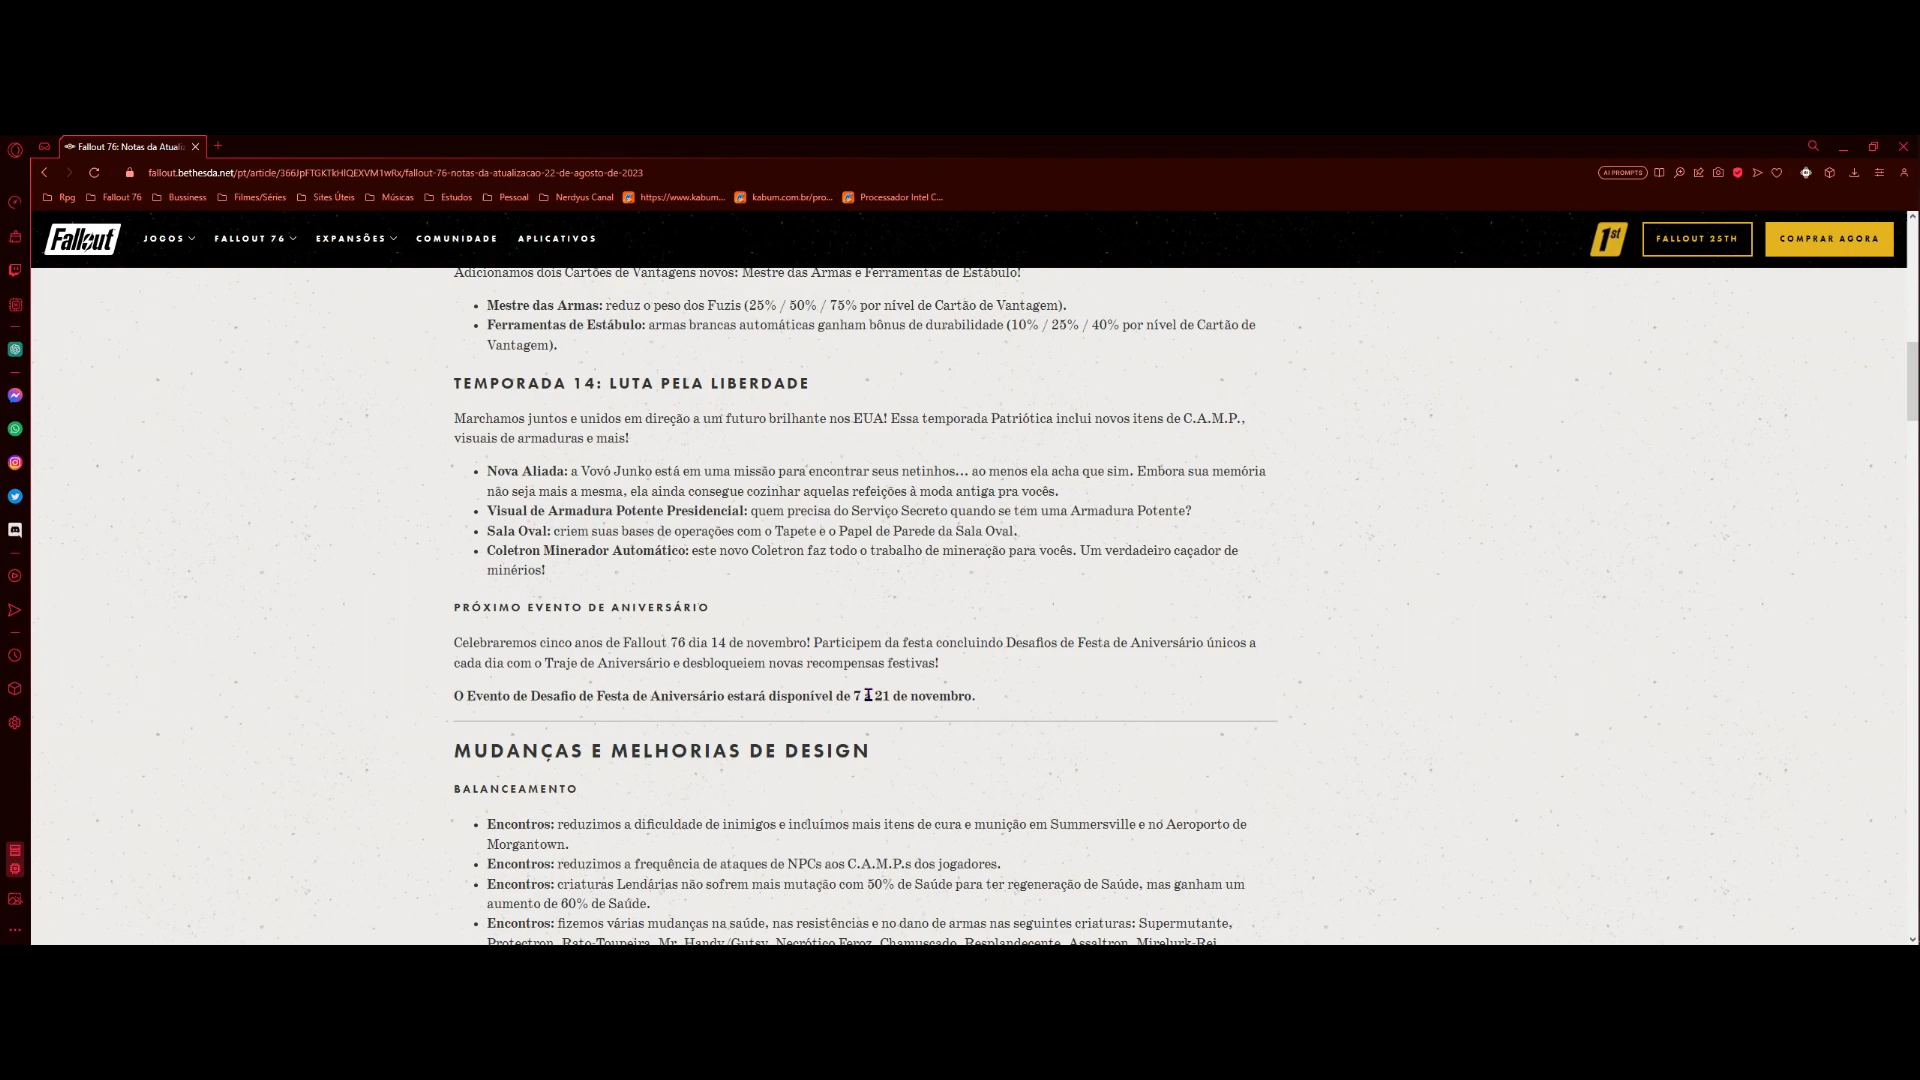 Fallout 76: Notas da Atuali
fallout.bethesda.net/pt/article/366JpFTGKTkHlQEXVM1wRx/fallout-76-notas-da-atualizacao-22-de-agosto-de-2023
AI PROMPTS
Rpg
Fallout 76
Bussiness
Filmes/Séries
Sites Úteis
Músicas
Estudos
Pessoal
Nerdyus Canal
https://www.kabum...
kabum.com.br/pro...
Processador Intel C...
Fallout
JOGOS
FALLOUT 76
EXPANSÕES
COMUNIDADE
APLICATIVOS
1st
FALLOUT 25TH
COMPRAR AGORA
Adicionamos dois Cartões de Vantagens novos: Mestre das Armas e Ferramentas de Estábulo!
• Mestre das Armas: reduz o peso dos Fuzis (25% / 50% / 75% por nível de Cartão de Vantagem).
• Ferramentas de Estábulo: armas brancas automáticas ganham bônus de durabilidade (10% / 25% / 40% por nível de Cartão de
Vantagem).
TEMPORADA 14: LUTA PELA LIBERDADE
Marchamos juntos e unidos em direção a um futuro brilhante nos EUA! Essa temporada Patriótica inclui novos itens de C.A.M.P.,
visuais de armaduras e mais!
• Nova Aliada: a Vovó Junko está em uma missão para encontrar seus netinhos... ao menos ela acha que sim. Embora sua memória
não seja mais a mesma, ela ainda consegue cozinhar aquelas refeições à moda antiga pra vocês.
• Visual de Armadura Potente Presidencial: quem precisa do Serviço Secreto quando se tem uma Armadura Potente?
• Sala Oval: criem suas bases de operações com o Tapete e o Papel de Parede da Sala Oval.
• Coletron Minerador Automático: este novo Coletron faz todo o trabalho de mineração para vocês. Um verdadeiro caçador de
minérios!
PRÓXIMO EVENTO DE ANIVERSÁRIO
Celebraremos cinco anos de Fallout 76 dia 14 de novembro! Participem da festa concluindo Desafios de Festa de Aniversário únicos a
cada dia com o Traje de Aniversário e desbloqueiem novas recompensas festivas!
O Evento de Desafio de Festa de Aniversário estará disponível de 7 21 de novembro.
MUDANÇAS E MELHORIAS DE DESIGN
BALANCEAMENTO
• Encontros: reduzimos a dificuldade de inimigos e incluímos mais itens de cura e munição em Summersville e no Aeroporto de
Morgantown.
• Encontros: reduzimos a frequência de ataques de NPCs aos C.A.M.P.s dos jogadores.
• Encontros: criaturas Lendárias não sofrem mais mutação com 50% de Saúde para ter regeneração de Saúde, mas ganham um
aumento de 60% de Saúde.
• Encontros: fizemos várias mudanças na saúde, nas resistências e no dano de armas nas seguintes criaturas: Supermutante,
Protectron, Rato-Toupeira, Mr. Handy/Gutsy, Necrótico Feroz, Chamuscado, Resplandecente, Assaltron, Mirelurk-Rei,